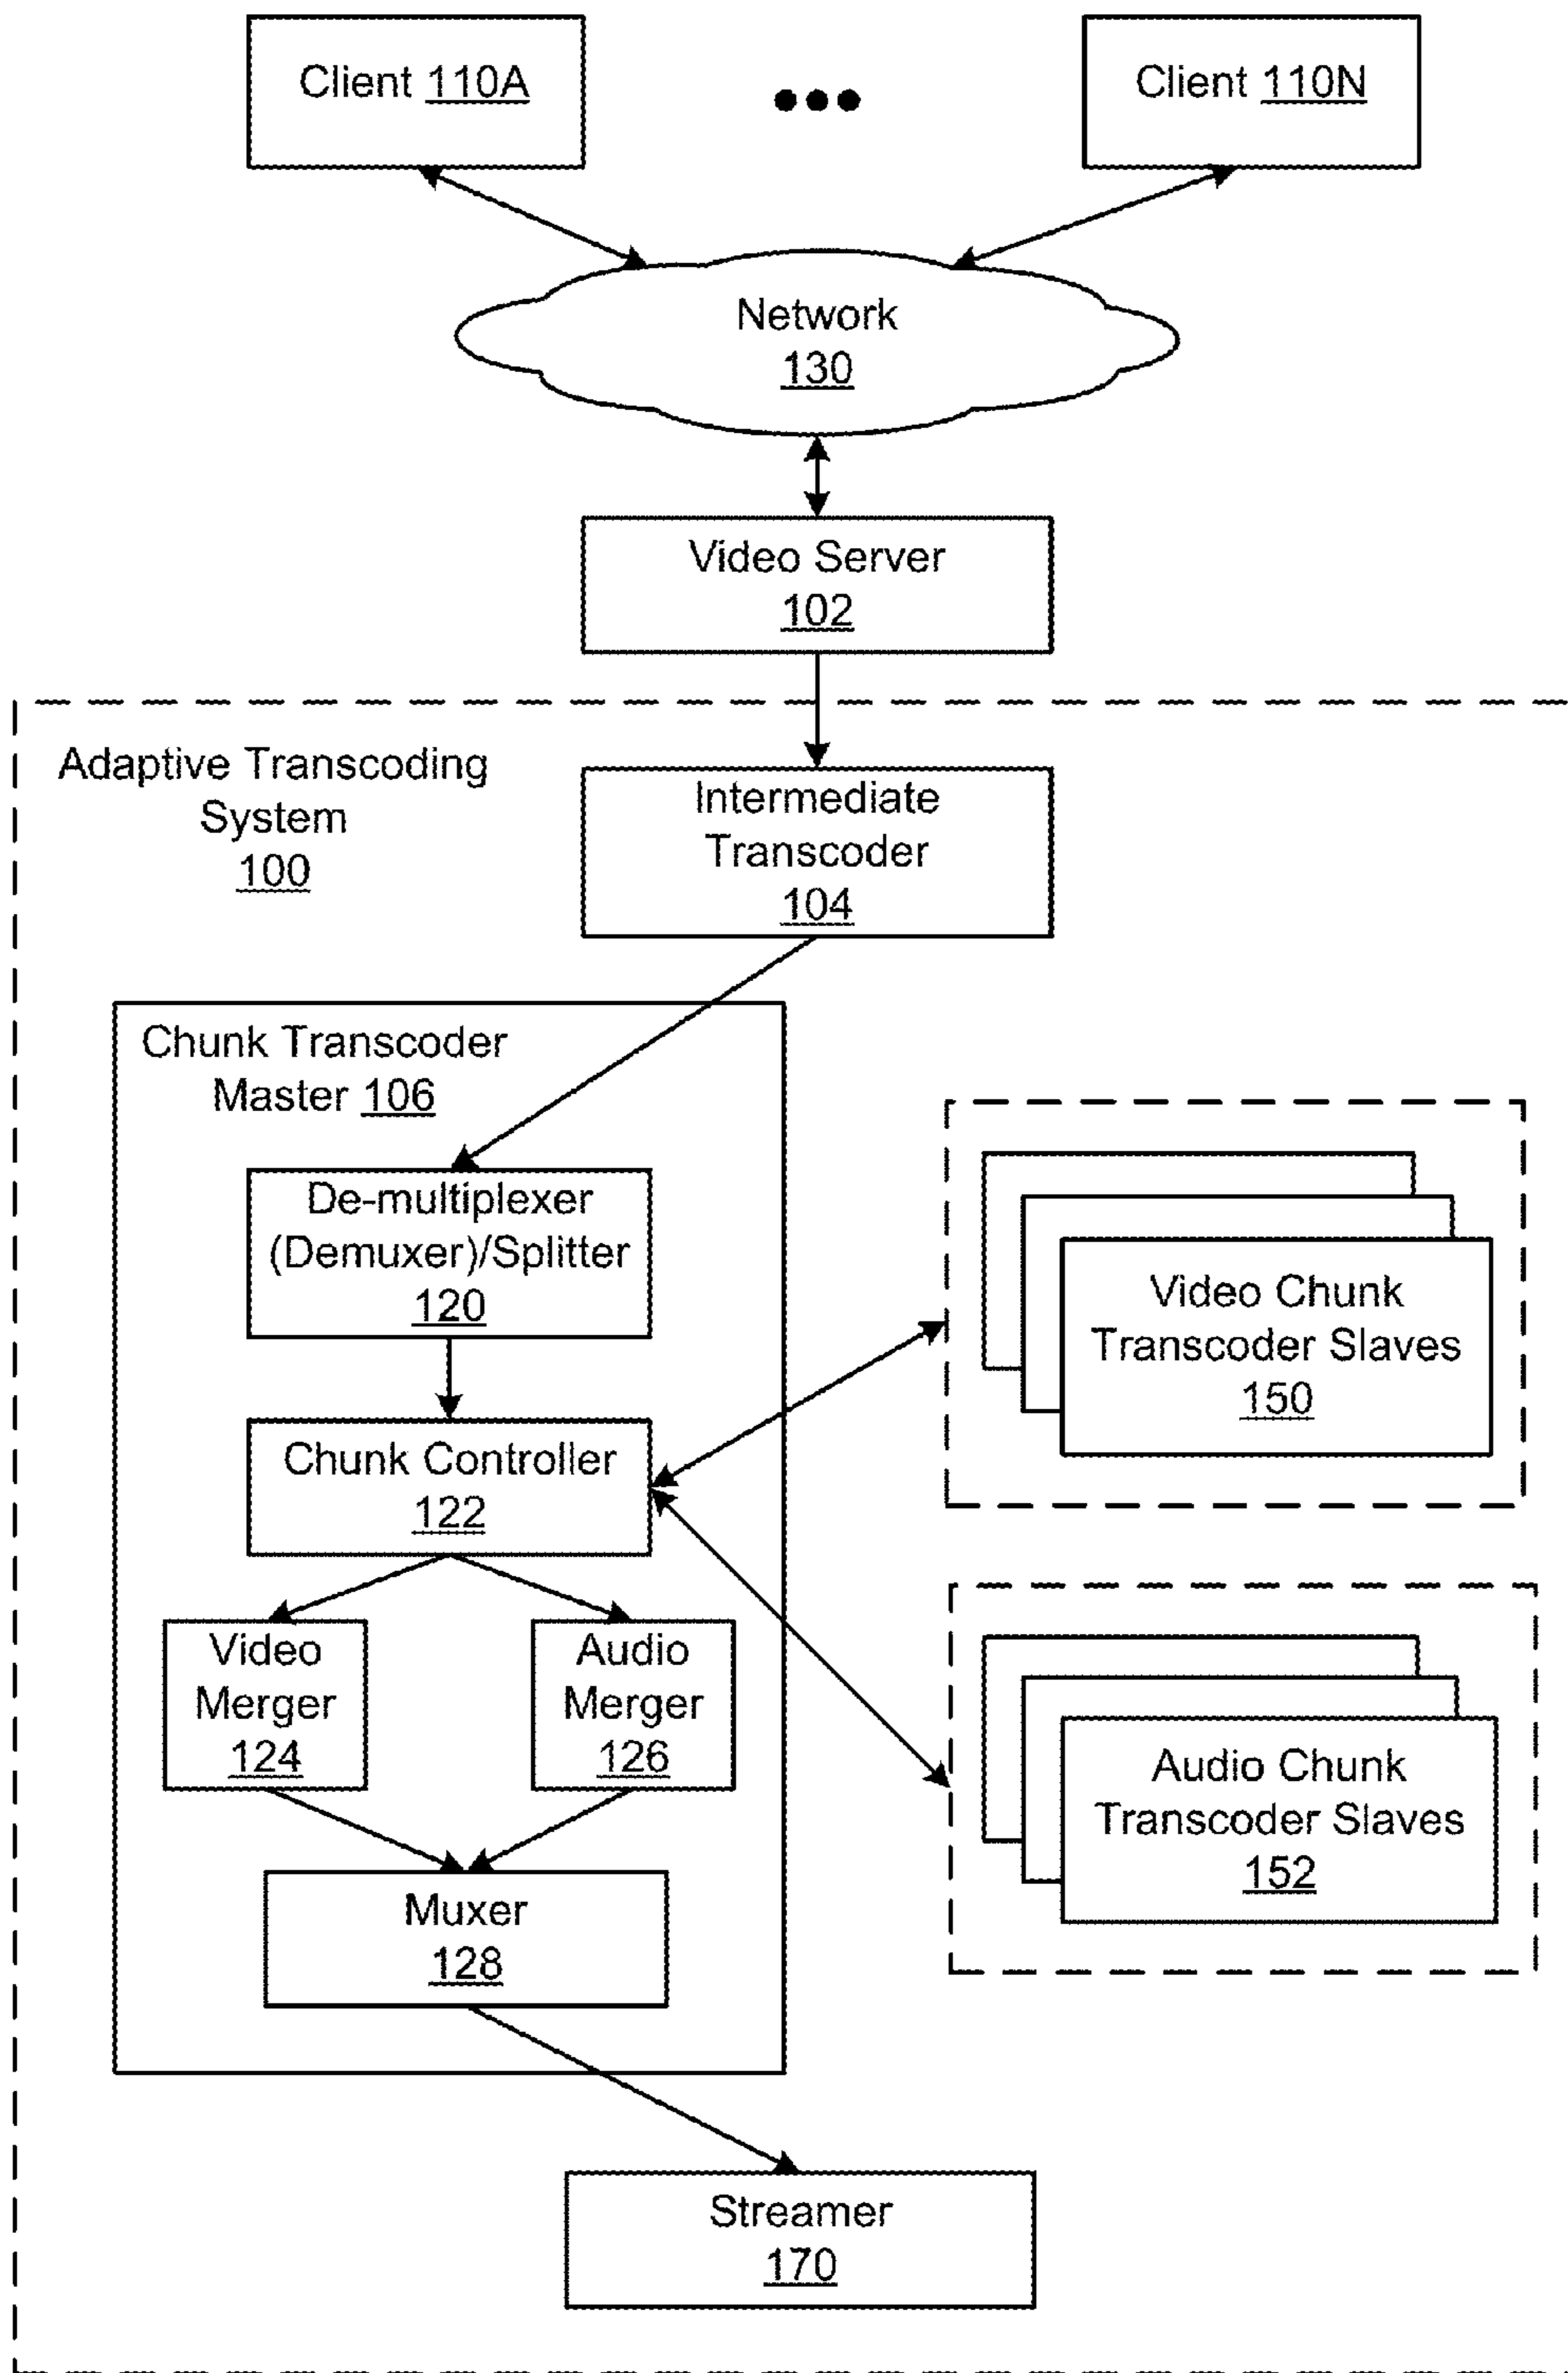 Client 110A
Client 110N
Network
130
Video Server
102
Adaptive Transcoding
System
100
Intermediate
Transcoder
104
Chunk Transcoder
Master 106
De-multiplexer
(Demuxer)/Splitter
120
Chunk Controller
122
Video
Merger
124
Audio
Merger
126
Muxer
128
Video Chunk
Transcoder Slaves
150
Audio Chunk
Transcoder Slaves
152
Streamer
170